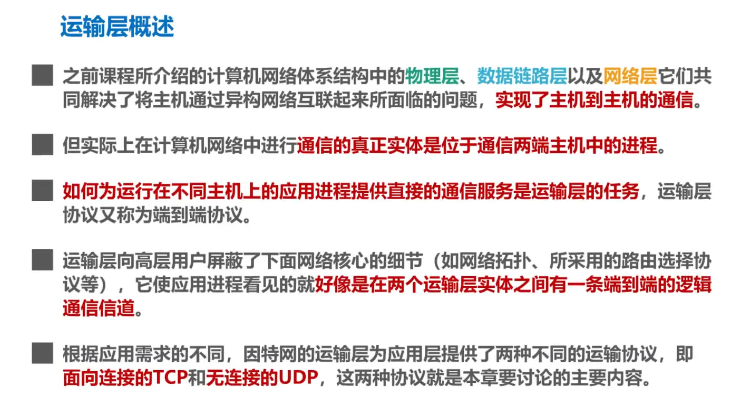 运输层概述
之前课程所介绍的计算机网络体系结构中的物理层、数据链路层以及网络层它们共
同解决了将主机通过异构网络互联起来所面临的问题，实现了主机到主机的通信。
但实际上在计算机网络中进行通信的真正实体是位于通信两端主机中的进程。
如何为运行在不同主机上的应用进程提供直接的通信服务是运输层的任务，运输层
协议又称为端到端协议。
运输层向高层用户屏蔽了下面网络核心的细节（如网络拓扑、所采用的路由选择协
议等），它使应用进程看见的就好像是在两个运输层实体之间有一条端到端的逻辑
通信信道。
根据应用需求的不同，因特网的运输层为应用层提供了两种不同的运输协议，即
面向连接的TCP和无连接的UDP，这两种协议就是本章要讨论的主要内容。